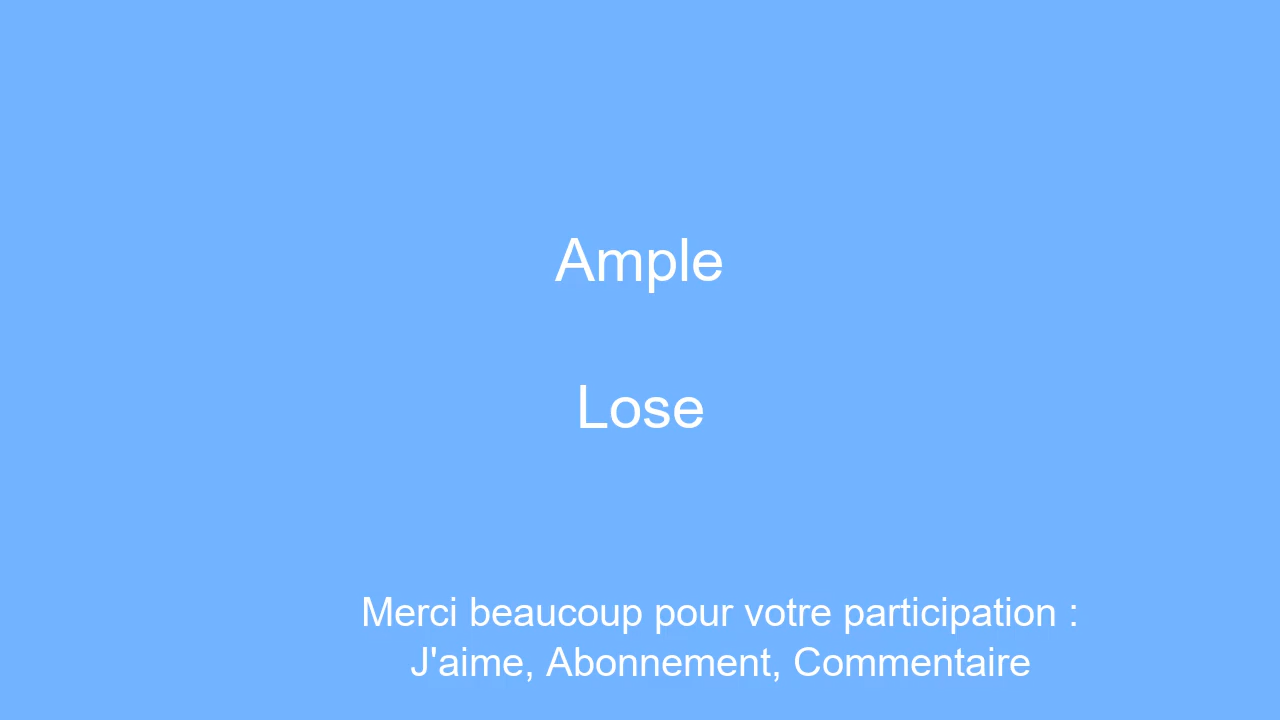 Ample
Lose
Merci beaucoup pour votre participation :
J'aime, Abonnement, Commentaire